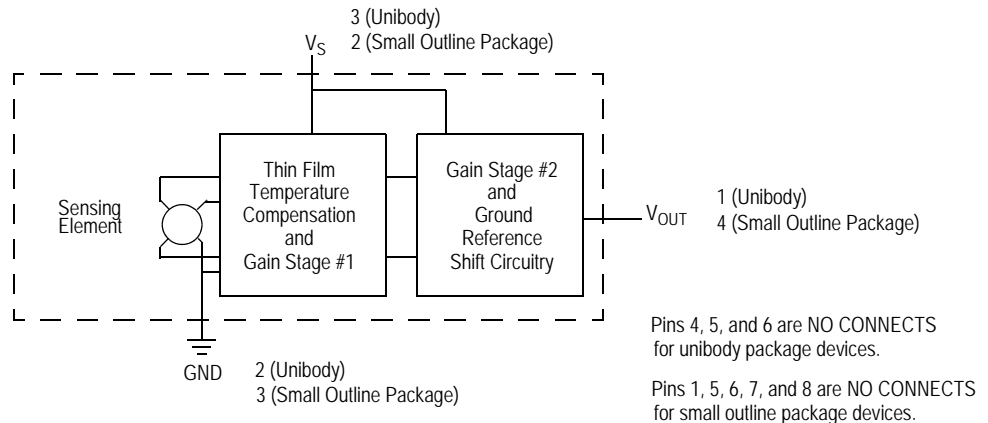 3 (Unibody)
V_S 2 (Small Outline Package)
Sensing
Element
Thin Film
Temperature
Compensation
and
Gain Stage #1
Gain Stage #2
and
Ground
Reference
Shift Circuitry
1 (Unibody)
V_OUT
4 (Small Outline Package)
GND
2 (Unibody)
3 (Small Outline Package)
Pins 4, 5, and 6 are NO CONNECTS
for unibody package devices.
Pins 1, 5, 6, 7, and 8 are NO CONNECTS
for small outline package devices.